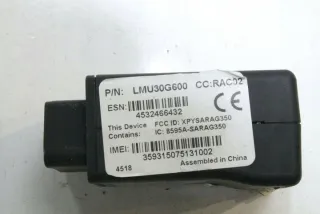 P/N: LMU30G600 CC:RAC02
ESN:
4532466432
CE
This Device FCC ID: XPYSARAG350
Contains: IC: 8595A-SARAG350
IMEI:
359315075131002
4518 Assembled in China